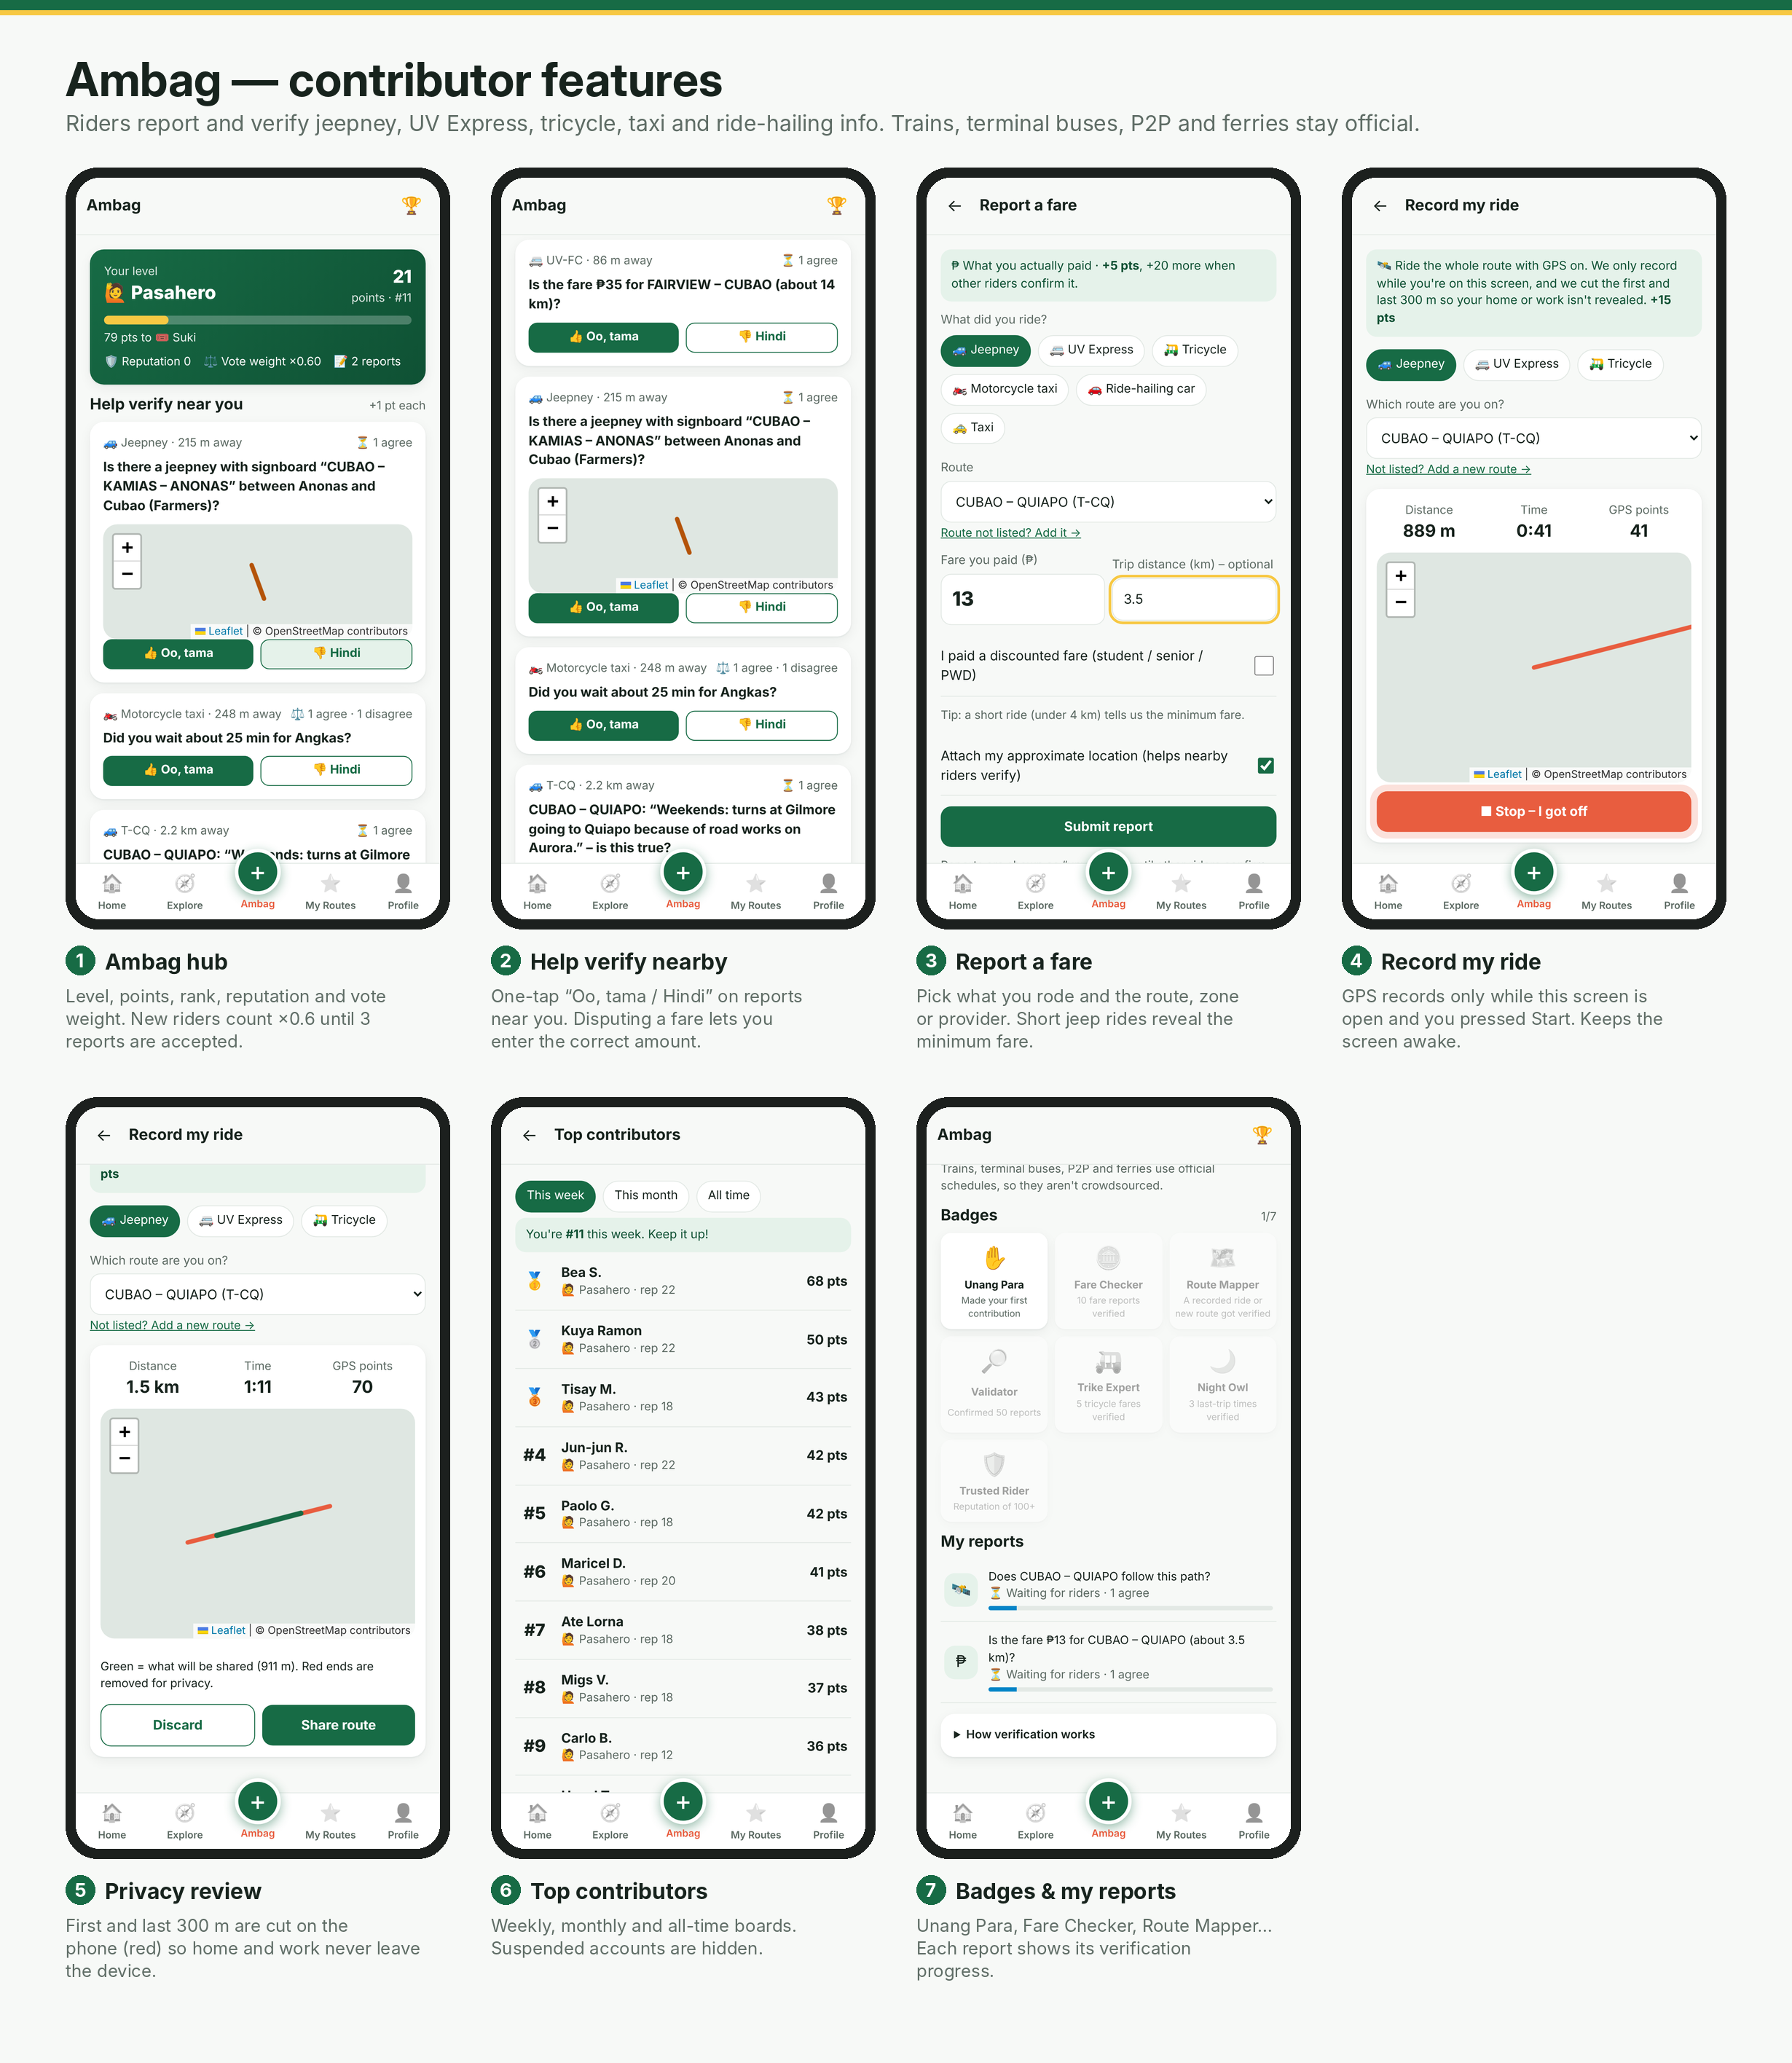 Ambag — contributor features
Riders report and verify jeepney, UV Express, tricycle, taxi and ride-hailing info. Trains, terminal buses, P2P and ferries stay official.
Ambag
Your level
Pasahero
21
points · #11
79 pts to Suki
Reputation 0 Vote weight ×0.60 2 reports
Help verify near you
+1 pt each
Jeepney · 215 m away
1 agree
Is there a jeepney with signboard “CUBAO –
KAMIAS – ANONAS” between Anonas and
Cubao (Farmers)?
+
−
Leaflet | © OpenStreetMap contributors
Oo, tama
Hindi
Motorcycle taxi · 248 m away
1 agree · 1 disagree
Did you wait about 25 min for Angkas?
Oo, tama
Hindi
T-CQ · 2.2 km away
1 agree
CUBAO – QUIAPO: “Weekends: turns at Gilmore
+
Home
Explore
Ambag
My Routes
Profile
1 Ambag hub
Level, points, rank, reputation and vote
weight. New riders count ×0.6 until 3
reports are accepted.
Ambag
UV-FC · 86 m away
1 agree
Is the fare ₱35 for FAIRVIEW – CUBAO (about 14
km)?
Oo, tama
Hindi
Jeepney · 215 m away
1 agree
Is there a jeepney with signboard “CUBAO –
KAMIAS – ANONAS” between Anonas and
Cubao (Farmers)?
+
−
Leaflet | © OpenStreetMap contributors
Oo, tama
Hindi
Motorcycle taxi · 248 m away
1 agree · 1 disagree
Did you wait about 25 min for Angkas?
Oo, tama
Hindi
T-CQ · 2.2 km away
1 agree
CUBAO – QUIAPO: “Weekends: turns at Gilmore
going to Quiapo because of road works on
Aurora.” – is this true?
+
Home
Explore
Ambag
My Routes
Profile
2 Help verify nearby
One-tap “Oo, tama / Hindi” on reports
near you. Disputing a fare lets you
enter the correct amount.
← Report a fare
₱ What you actually paid · +5 pts, +20 more when
other riders confirm it.
What did you ride?
Jeepney
UV Express
Tricycle
Motorcycle taxi
Ride-hailing car
Taxi
Route
CUBAO – QUIAPO (T-CQ)
Route not listed? Add it →
Fare you paid (₱)
Trip distance (km) – optional
13
3.5
I paid a discounted fare (student / senior /
PWD)
Tip: a short ride (under 4 km) tells us the minimum fare.
Attach my approximate location (helps nearby
riders verify)
Submit report
+
Home
Explore
Ambag
My Routes
Profile
3 Report a fare
Pick what you rode and the route, zone
or provider. Short jeep rides reveal the
minimum fare.
← Record my ride
Ride the whole route with GPS on. We only record
while you're on this screen, and we cut the first and
last 300 m so your home or work isn't revealed. +15
pts
Jeepney
UV Express
Tricycle
Which route are you on?
CUBAO – QUIAPO (T-CQ)
Not listed? Add a new route →
Distance
Time
GPS points
889 m
0:41
41
+
−
Leaflet | © OpenStreetMap contributors
Stop – I got off
+
Home
Explore
Ambag
My Routes
Profile
4 Record my ride
GPS records only while this screen is
open and you pressed Start. Keeps the
screen awake.
← Record my ride
pts
Jeepney
UV Express
Tricycle
Which route are you on?
CUBAO – QUIAPO (T-CQ)
Not listed? Add a new route →
Distance
Time
GPS points
1.5 km
1:11
70
+
−
Leaflet | © OpenStreetMap contributors
Green = what will be shared (911 m). Red ends are
removed for privacy.
Discard
Share route
+
Home
Explore
Ambag
My Routes
Profile
5 Privacy review
First and last 300 m are cut on the
phone (red) so home and work never leave
the device.
← Top contributors
This week
This month
All time
You're #11 this week. Keep it up!
Bea S.
Pasahero · rep 22
68 pts
Kuya Ramon
Pasahero · rep 22
50 pts
Tisay M.
Pasahero · rep 18
43 pts
#4
Jun-jun R.
Pasahero · rep 22
42 pts
#5
Paolo G.
Pasahero · rep 18
42 pts
#6
Maricel D.
Pasahero · rep 20
41 pts
#7
Ate Lorna
Pasahero · rep 18
38 pts
#8
Migs V.
Pasahero · rep 18
37 pts
#9
Carlo B.
Pasahero · rep 12
36 pts
+
Home
Explore
Ambag
My Routes
Profile
6 Top contributors
Weekly, monthly and all-time boards.
Suspended accounts are hidden.
Ambag
Trains, terminal buses, P2P and ferries use official
schedules, so they aren't crowdsourced.
Badges
1/7
Unang Para
Made your first
contribution
Fare Checker
10 fare reports
verified
Route Mapper
A recorded ride or
new route got verified
Validator
Confirmed 50 reports
Trike Expert
5 tricycle fares
verified
Night Owl
3 last-trip times
verified
Trusted Rider
Reputation of 100+
My reports
Does CUBAO – QUIAPO follow this path?
Waiting for riders · 1 agree
₱
Is the fare ₱13 for CUBAO – QUIAPO (about 3.5
km)?
Waiting for riders · 1 agree
▶ How verification works
+
Home
Explore
Ambag
My Routes
Profile
7 Badges & my reports
Unang Para, Fare Checker, Route Mapper…
Each report shows its verification
progress.